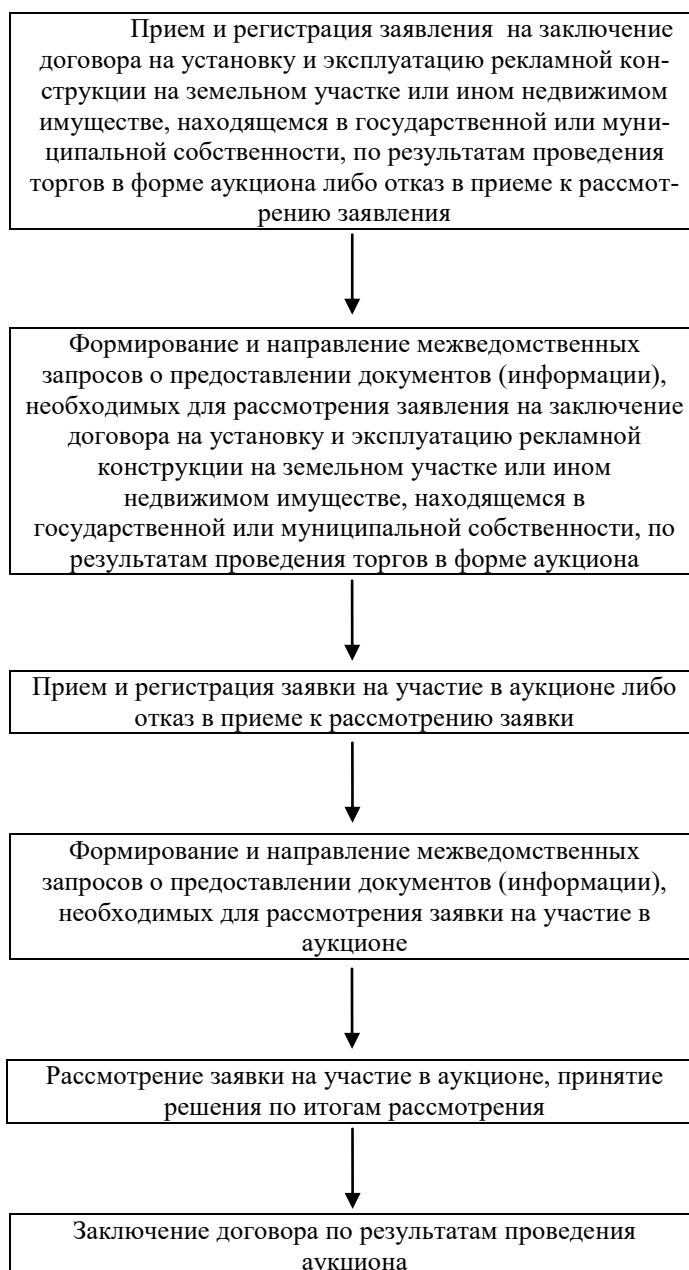 Прием и регистрация заявления на заключение
договора на установку и эксплуатацию рекламной кон-
струкции на земельном участке или ином недвижимом
имуществе, находящемся в государственной или муни-
ципальной собственности, по результатам проведения
торгов в форме аукциона либо отказ в приеме к рассмот-
рению заявления
Формирование и направление межведомственных
запросов о предоставлении документов (информации),
необходимых для рассмотрения заявления на заключение
договора на установку и эксплуатацию рекламной
конструкции на земельном участке или ином
недвижимом имуществе, находящемся в
государственной или муниципальной собственности, по
результатам проведения торгов в форме аукциона
Прием и регистрация заявки на участие в аукционе либо
отказ в приеме к рассмотрению заявки
Формирование и направление межведомственных
запросов о предоставлении документов (информации),
необходимых для рассмотрения заявки на участие в
аукционе
Рассмотрение заявки на участие в аукционе, принятие
решения по итогам рассмотрения
Заключение договора по результатам проведения
аукциона